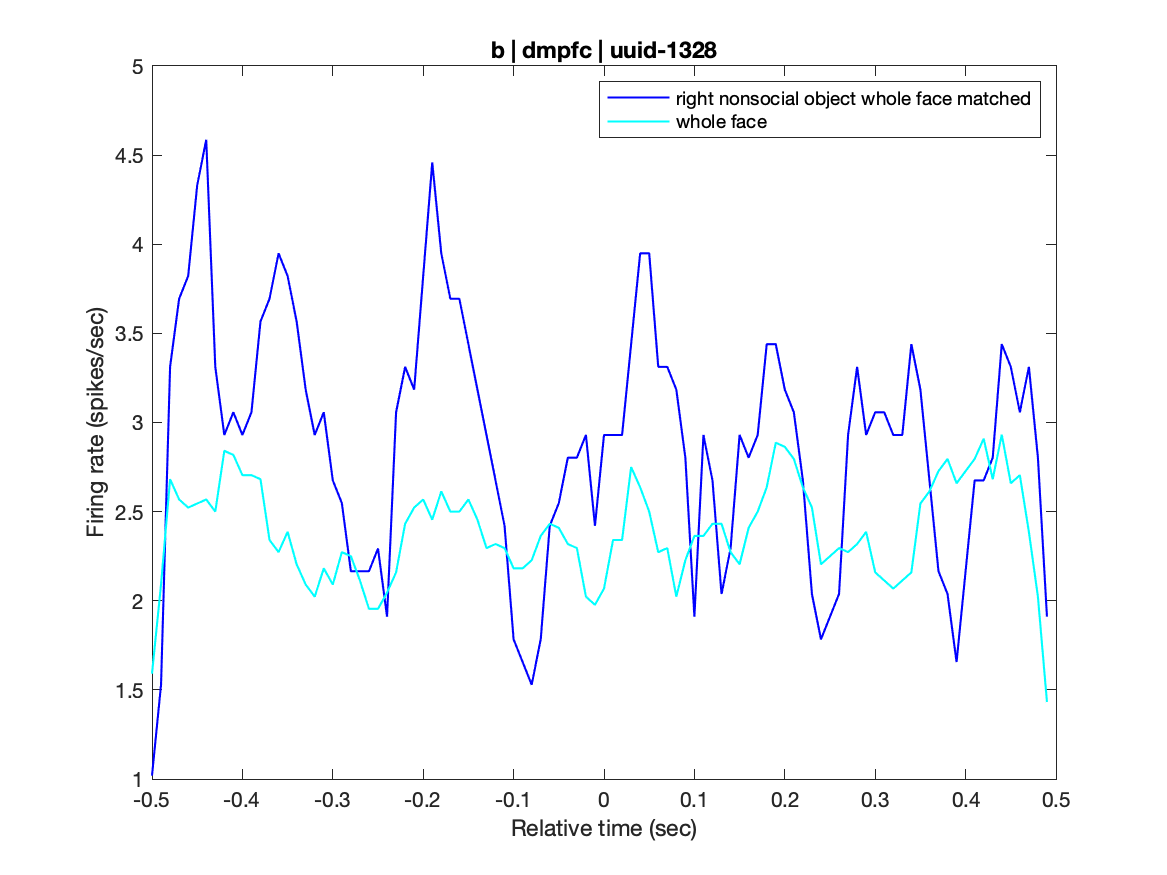 b | dmpfc | uuid-1328
right nonsocial object whole face matched
whole face
Firing rate (spikes/sec)
5
4.5
4
3.5
3
2.5
2
1.5
1
-0.5 -0.4 -0.3 -0.2 -0.1 0 0.1 0.2 0.3 0.4 0.5
Relative time (sec)